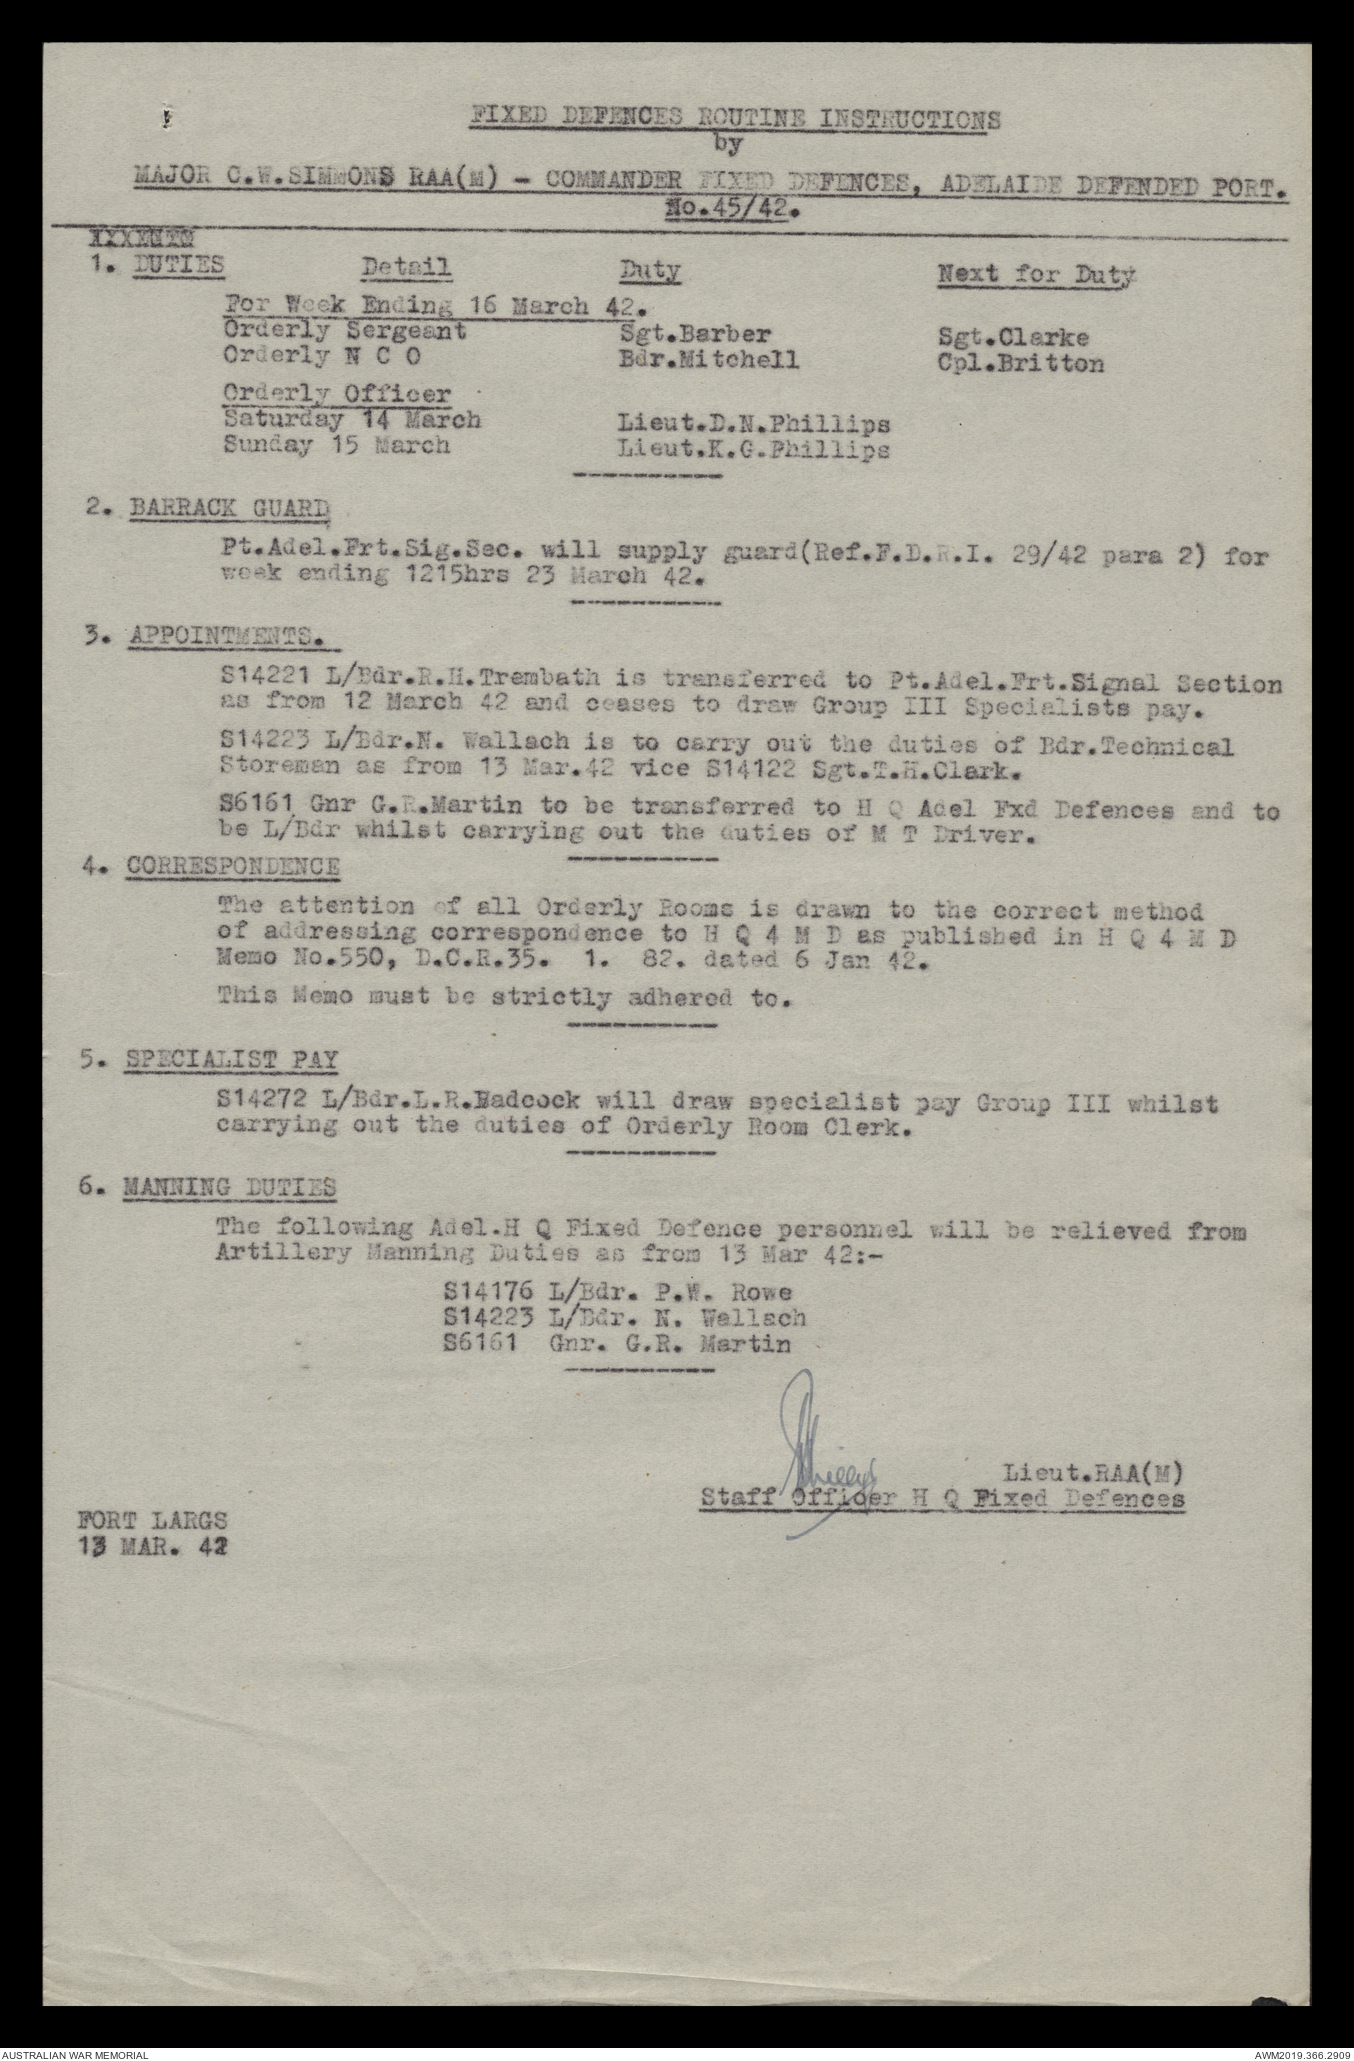 FIXED DEFENCES ROUTINE INSTRUCTIONS
by
MAJOR C.W.SIMMONS RAA(M) - COMMANDER FIXED DEFENCES, ADELAIDE DEFENDED PORT.
No.45/42.
1. DUTIES Detail Duty Next for Duty
For Week Ending 16 March 42.
Orderly Sergeant Sgt.Barber Sgt.Clarke
Orderly N C O Bdr.Mitchell Cpl.Britton
Orderly Officer
Saturday 14 March Lieut.D.N.Phillips
Sunday 15 March Lieut.K.G.Phillips
2. BARRACK GUARD
Pt.Adel.Frt.Sig.Sec. will supply guard(Ref.F.D.R.I. 29/42 para 2) for
week ending 1215hrs 23 March 42.
3. APPOINTMENTS.
S14221 L/Bdr.R.H.Trembath is transferred to Pt.Adel.Frt.Signal Section
as from 12 March 42 and ceases to draw Group III Specialists pay.
S14223 L/Bdr.N. Wallach is to carry out the duties of Bdr.Technical
Storeman as from 13 Mar.42 vice S14122 Sgt.T.H.Clark.
S6161 Gnr G.R.Martin to be transferred to H Q Adel Fxd Defences and to
be L/Bdr whilst carrying out the duties of M T Driver.
4. CORRESPONDENCE
The attention of all Orderly Rooms is drawn to the correct method
of addressing correspondence to H Q 4 M D as published in H Q 4 M D
Memo No.550, D.C.R.35. 1. 82. dated 6 Jan 42.
This Memo must be strictly adhered to.
5. SPECIALIST PAY
S14272 L/Bdr.L.R.Hadcock will draw specialist pay Group III whilst
carrying out the duties of Orderly Room Clerk.
6. MANNING DUTIES
The following Adel.H Q Fixed Defence personnel will be relieved from
Artillery Manning Duties as from 13 Mar 42:-
S14176 L/Bdr. P.W. Rowe
S14223 L/Bdr. N. Wallach
S6161 Gnr. G.R. Martin
Phillips
Lieut.RAA(M)
Staff Officer H Q Fixed Defences
FORT LARGS
13 MAR. 42
AUSTRALIAN WAR MEMORIAL AWM2019.366.2909